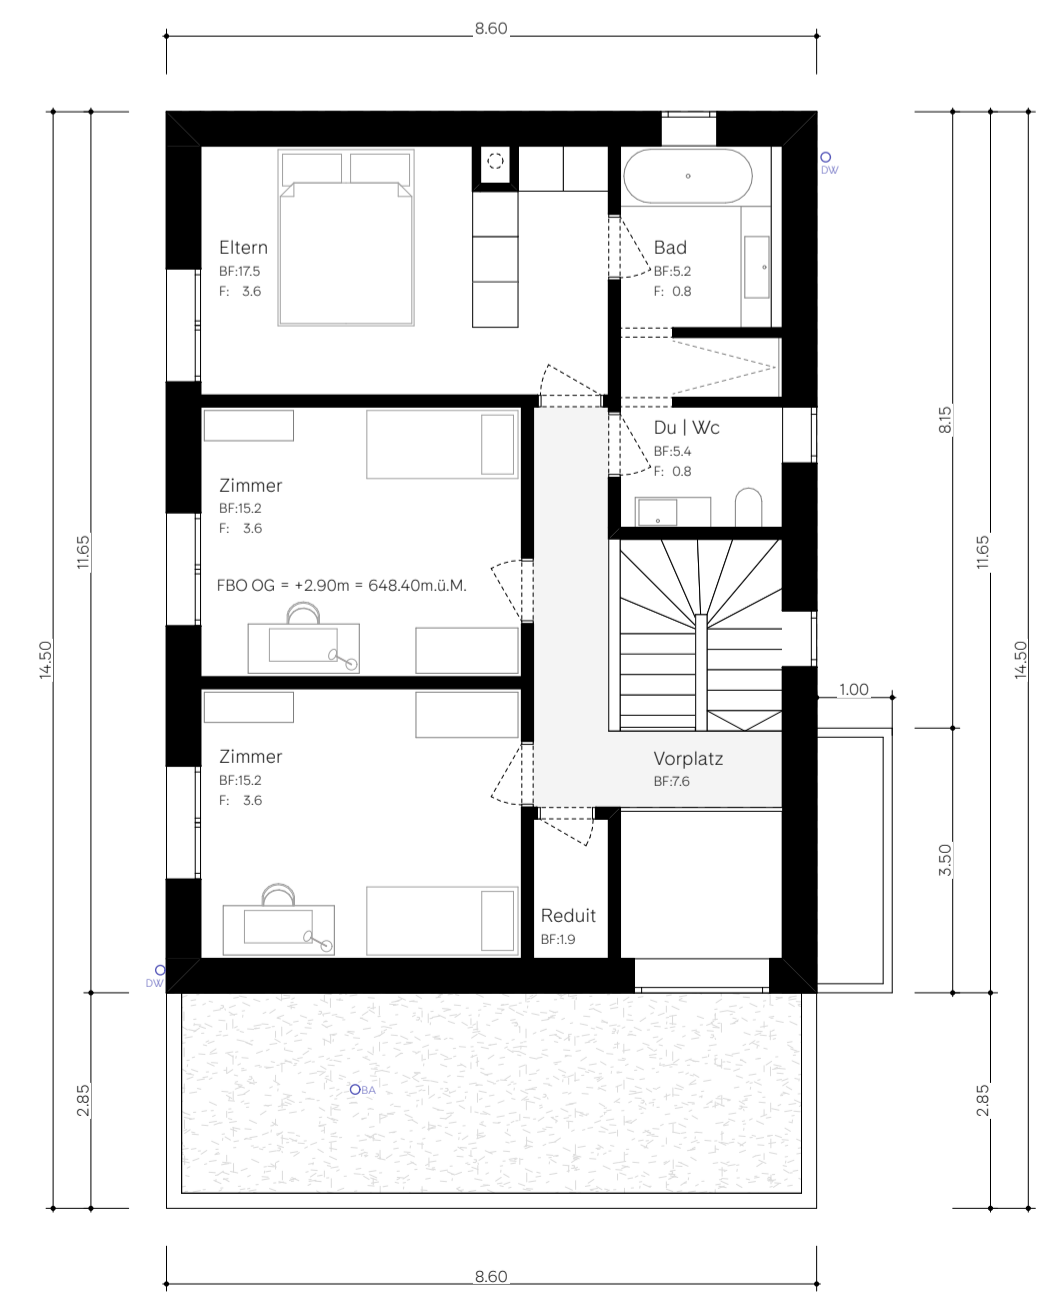 8.60
DW
Eltern
BF:17.5
F: 3.6
Bad
BF:5.2
F: 0.8
8.15
Du | Wc
BF:5.4
F: 0.8
Zimmer
BF:15.2
F: 3.6
11.65
11.65
FBO OG = +2.90m = 648.40m.ü.M.
14.50
14.50
1.00
Zimmer
BF:15.2
F: 3.6
Vorplatz
BF:7.6
3.50
Reduit
BF:1.9
DW
BA
2.85
2.85
8.60